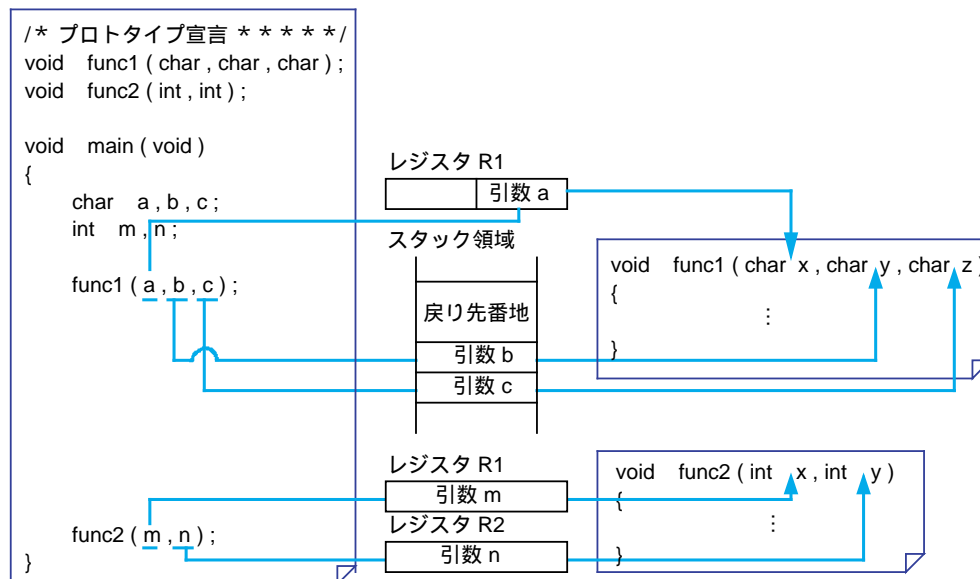 /* プロトタイプ宣言 *****/
void func1 ( char , char , char ) ;
void func2 ( int , int ) ;
void main ( void )
{
char a , b , c ;
int m , n ;
func1 ( a , b , c ) ;
func2 ( m , n ) ;
}
レジスタ R1
引数 a
スタック領域
戻り先番地
引数 b
引数 c
void func1 ( char x , char y , char z )
{
⋮
}
レジスタ R1
引数 m
レジスタ R2
引数 n
void func2 ( int x , int y )
{
⋮
}